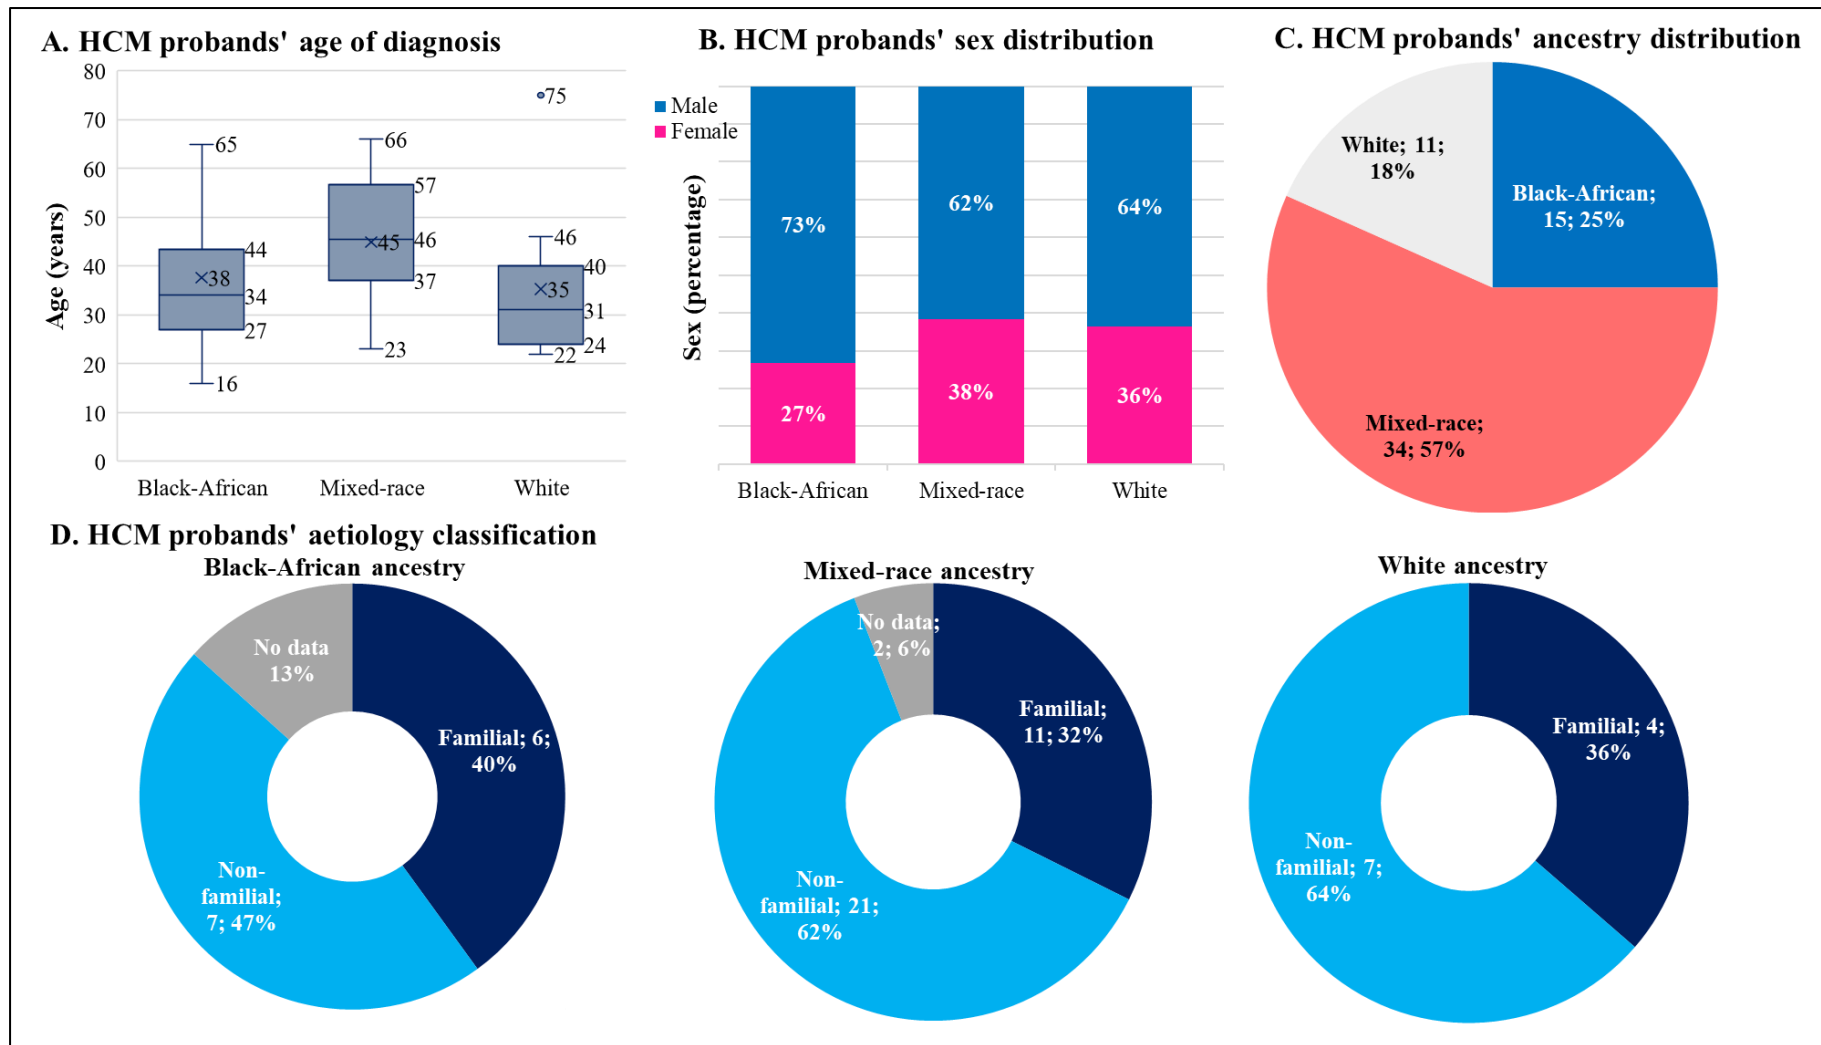 A. HCM probands' age of diagnosis
80
70
60
50
40
30
20
10
0
Age (years)
65
44
38
34
27
16
66
57
45
46
37
23
75
46
40
35
31
24
22
Black-African
Mixed-race
White
B. HCM probands' sex distribution
Male
Female
Sex (percentage)
73%
62%
64%
27%
38%
36%
Black-African
Mixed-race
White
C. HCM probands' ancestry distribution
White; 11;
18%
Black-African;
15; 25%
Mixed-race;
34; 57%
D. HCM probands' aetiology classification
Black-African ancestry
No data
13%
Familial; 6;
40%
Non-
familial;
7; 47%
Mixed-race ancestry
No data;
2; 6%
Familial;
11; 32%
Non-
familial; 21;
62%
White ancestry
Familial; 4;
36%
Non-
familial; 7;
64%